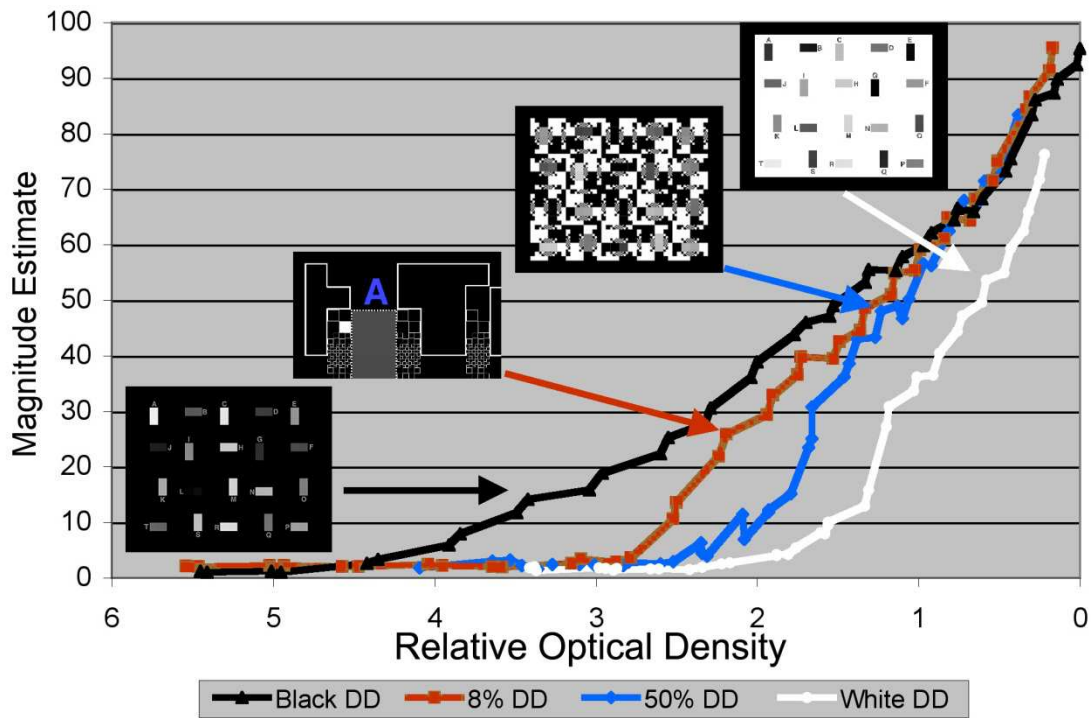 100
90
80
70
60
50
40
30
20
10
0
Magnitude Estimate
A B C D E
J I H G F
K L M N O
T S R Q P
A
A B C D E
J I H G F
K L M N O
T S R Q P
6 5 4 3 2 1 0
Relative Optical Density
Black DD 8% DD 50% DD White DD